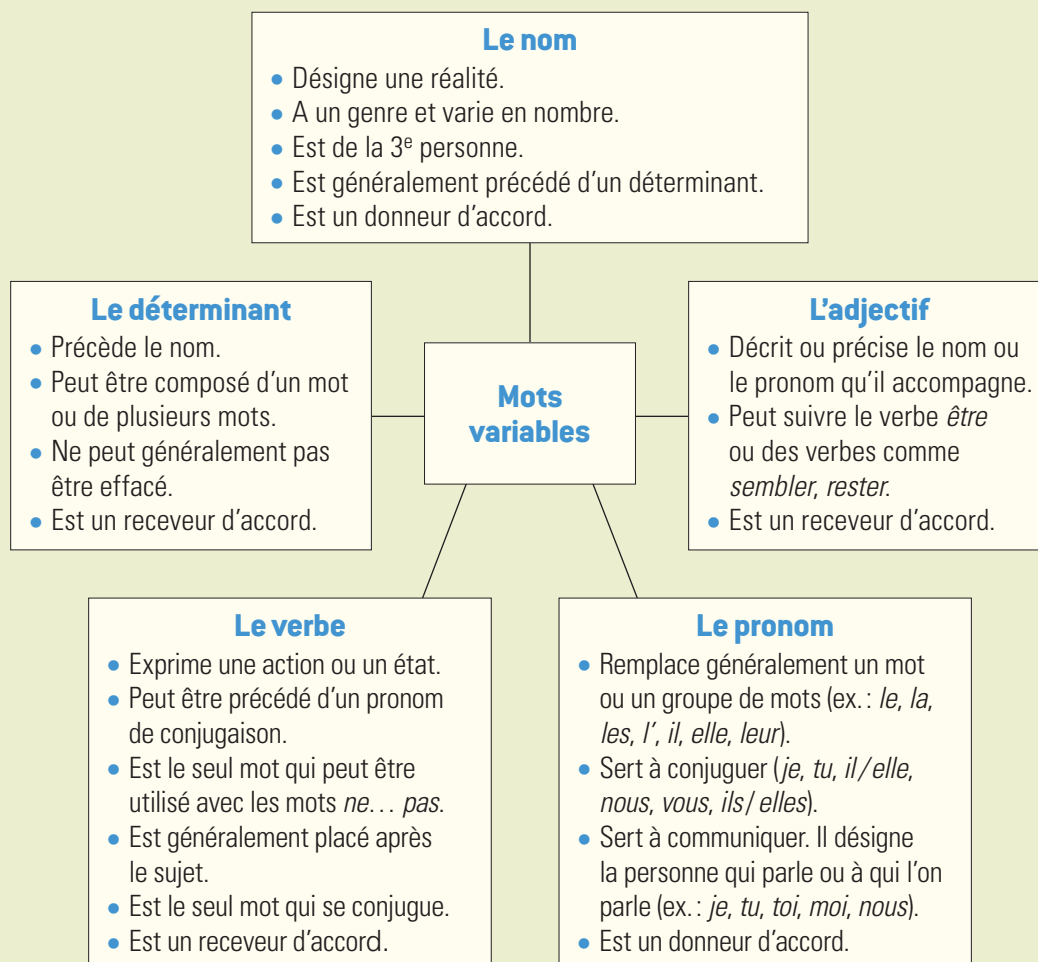 Le nom
• Désigne une réalité.
• A un genre et varie en nombre.
• Est de la 3e personne.
• Est généralement précédé d’un déterminant.
• Est un donneur d’accord.
Le déterminant
• Précède le nom.
• Peut être composé d’un mot
ou de plusieurs mots.
• Ne peut généralement pas
être effacé.
• Est un receveur d’accord.
Mots
variables
L’adjectif
• Décrit ou précise le nom ou
le pronom qu’il accompagne.
• Peut suivre le verbe être
ou des verbes comme
sembler, rester.
• Est un receveur d’accord.
Le verbe
• Exprime une action ou un état.
• Peut être précédé d’un pronom
de conjugaison.
• Est le seul mot qui peut être
utilisé avec les mots ne… pas.
• Est généralement placé après
le sujet.
• Est le seul mot qui se conjugue.
• Est un receveur d’accord.
Le pronom
• Remplace généralement un mot
ou un groupe de mots (ex. : le, la,
les, l’, il, elle, leur).
• Sert à conjuguer (je, tu, il/elle,
nous, vous, ils/elles).
• Sert à communiquer. Il désigne
la personne qui parle ou à qui l’on
parle (ex. : je, tu, toi, moi, nous).
• Est un donneur d’accord.